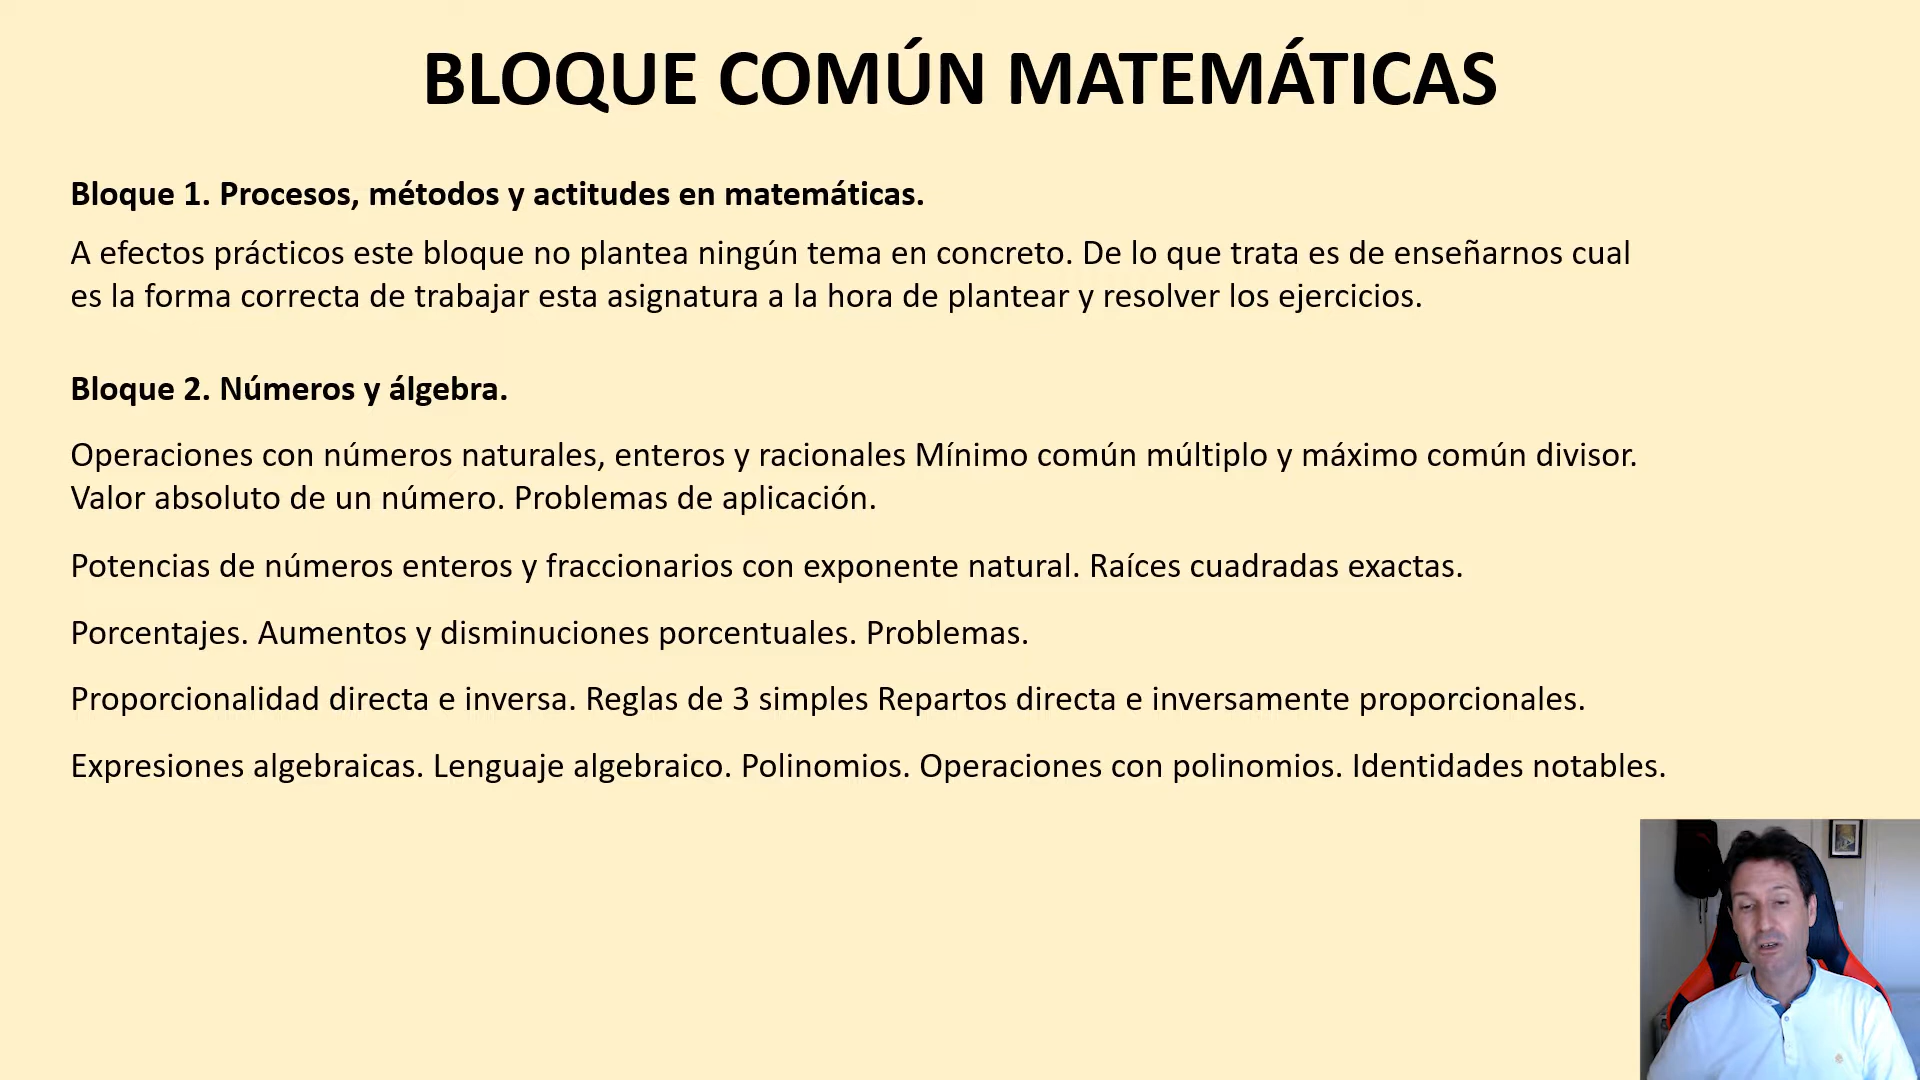 BLOQUE COMÚN MATEMÁTICAS
Bloque 1. Procesos, métodos y actitudes en matemáticas.
A efectos prácticos este bloque no plantea ningún tema en concreto. De lo que trata es de enseñarnos cual
es la forma correcta de trabajar esta asignatura a la hora de plantear y resolver los ejercicios.
Bloque 2. Números y álgebra.
Operaciones con números naturales, enteros y racionales Mínimo común múltiplo y máximo común divisor.
Valor absoluto de un número. Problemas de aplicación.
Potencias de números enteros y fraccionarios con exponente natural. Raíces cuadradas exactas.
Porcentajes. Aumentos y disminuciones porcentuales. Problemas.
Proporcionalidad directa e inversa. Reglas de 3 simples Repartos directa e inversamente proporcionales.
Expresiones algebraicas. Lenguaje algebraico. Polinomios. Operaciones con polinomios. Identidades notables.